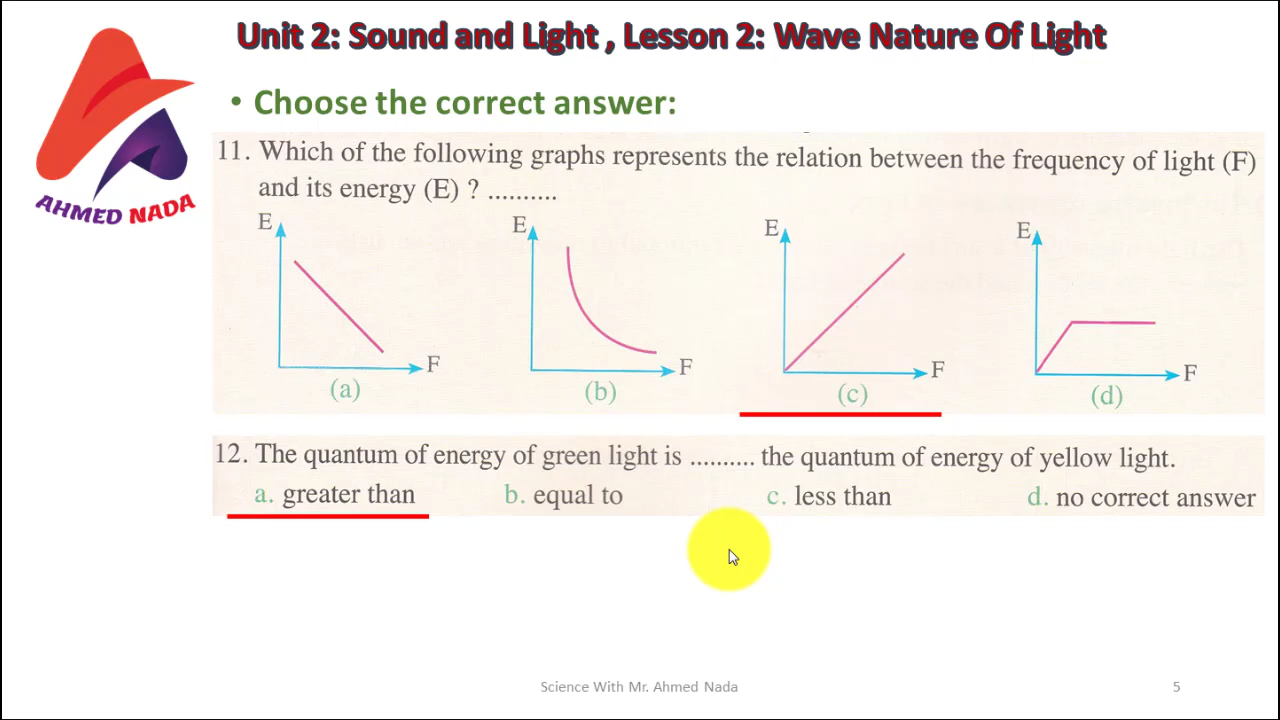 Unit 2: Sound and Light , Lesson 2: Wave Nature Of Light
AHMED NADA
• Choose the correct answer:
11. Which of the following graphs represents the relation between the frequency of light (F)
and its energy (E) ? ..........
E E E E
F F F F
(a) (b) (c) (d)
12. The quantum of energy of green light is .......... the quantum of energy of yellow light.
a. greater than b. equal to c. less than d. no correct answer
Science With Mr. Ahmed Nada 5